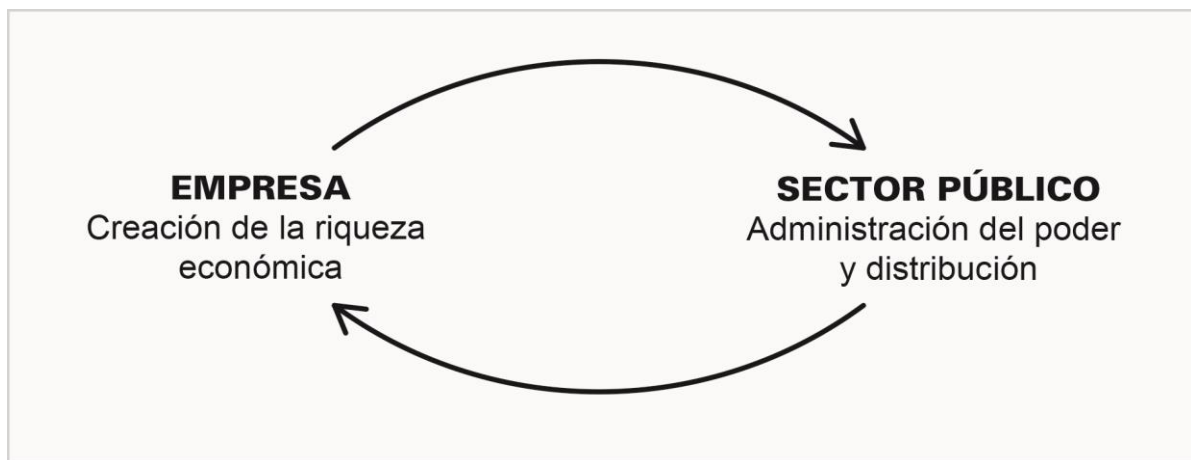 EMPRESA
Creación de la riqueza
económica
SECTOR PÚBLICO
Administración del poder
y distribución